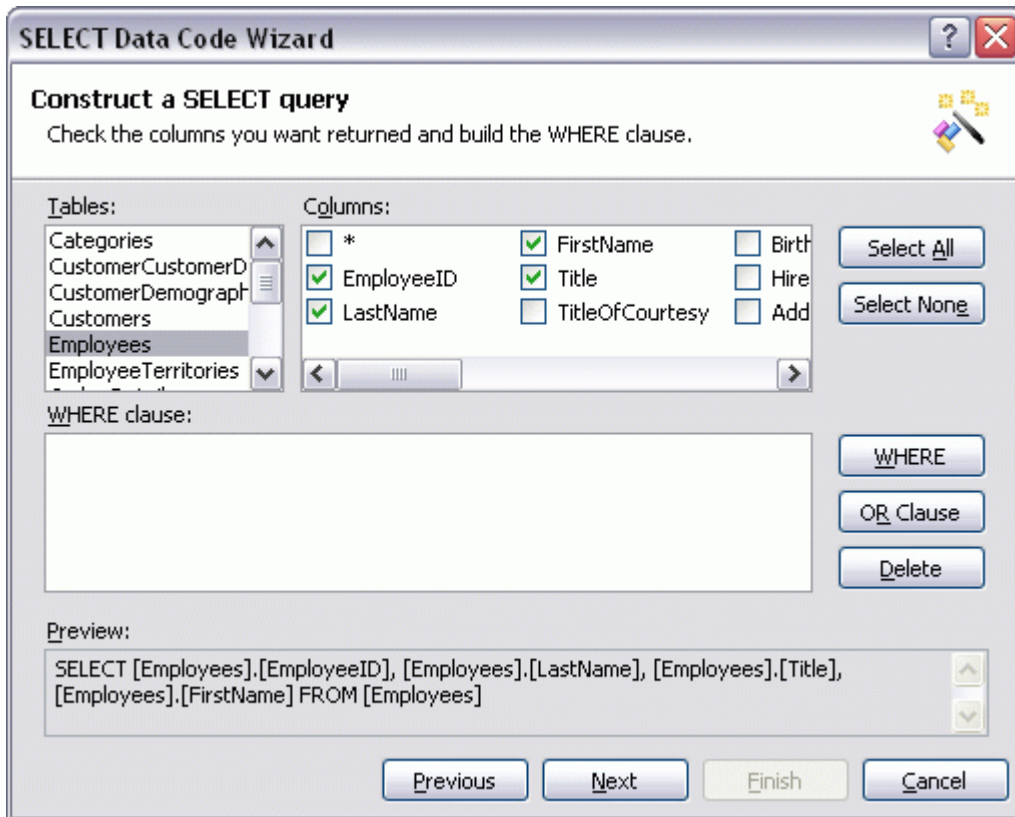 SELECT Data Code Wizard
Construct a SELECT query
Check the columns you want returned and build the WHERE clause.
Tables:
Columns:
Categories
CustomerCustomerD
CustomerDemograph
Customers
Employees
EmployeeTerritories
*
FirstName
Birth
EmployeeID
Title
Hire
LastName
TitleOfCourtesy
Add
Select All
Select None
WHERE clause:
WHERE
OR Clause
Delete
Preview:
SELECT [Employees].[EmployeeID], [Employees].[LastName], [Employees].[Title],
[Employees].[FirstName] FROM [Employees]
Previous
Next
Finish
Cancel